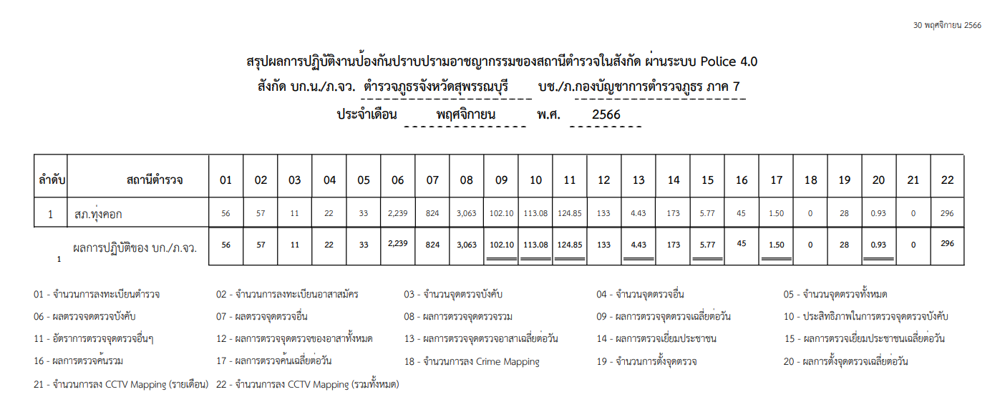 30 พฤศจิกายน 2566
สรุปผลการปฏิบัติงานป้องกันปราบปรามอาชญากรรมของสถานีตำรวจในสังกัด ผ่านระบบ Police 4.0
สังกัด บก.น./ภ.จว. ตำรวจภูธรจังหวัดสุพรรณบุรี บช./ภ.กองบัญชาการตำรวจภูธร ภาค 7
ประจำเดือน พฤศจิกายน พ.ศ. 2566
ลำดับ สถานีตำรวจ 01 02 03 04 05 06 07 08 09 10 11 12 13 14 15 16 17 18 19 20 21 22
1 สภ.ทุ่งคอก 56 57 11 22 33 2,239 824 3,063 102.10 113.08 124.85 133 4.43 173 5.77 45 1.50 0 28 0.93 0 296
1 ผลการปฏิบัติของ บก./ภ.จว. 56 57 11 22 33 2,239 824 3,063 102.10 113.08 124.85 133 4.43 173 5.77 45 1.50 0 28 0.93 0 296
01 - จำนวนการลงทะเบียนตำรวจ 02 - จำนวนการลงทะเบียนอาสาสมัคร 03 - จำนวนจุดตรวจบังคับ 04 - จำนวนจุดตรวจอื่น 05 - จำนวนจุดตรวจทั้งหมด
06 - ผลตรวจจดตรวจบังคับ 07 - ผลตรวจจุดตรวจอื่น 08 - ผลการตรวจจุดตรวจรวม 09 - ผลการตรวจจุดตรวจเฉลี่ยต่อวัน 10 - ประสิทธิภาพในการตรวจจุดตรวจบังคับ
11 - อัตราการตรวจจุดตรวจอื่นๆ 12 - ผลการตรวจจุดตรวจของอาสาทั้งหมด 13 - ผลการตรวจจุดตรวจอาสาเฉลี่ยต่อวัน 14 - ผลการตรวจเยี่ยมประชาชน 15 - ผลการตรวจเยี่ยมประชาชนเฉลี่ยต่อวัน
16 - ผลการตรวจค้นรวม 17 - ผลการตรวจค้นเฉลี่ยต่อวัน 18 - จำนวนการลง Crime Mapping 19 - จำนวนการตั้งจุดตรวจ 20 - ผลการตั้งจุดตรวจเฉลี่ยต่อวัน
21 - จำนวนการลง CCTV Mapping (รายเดือน) 22 - จำนวนการลง CCTV Mapping (รวมทั้งหมด)